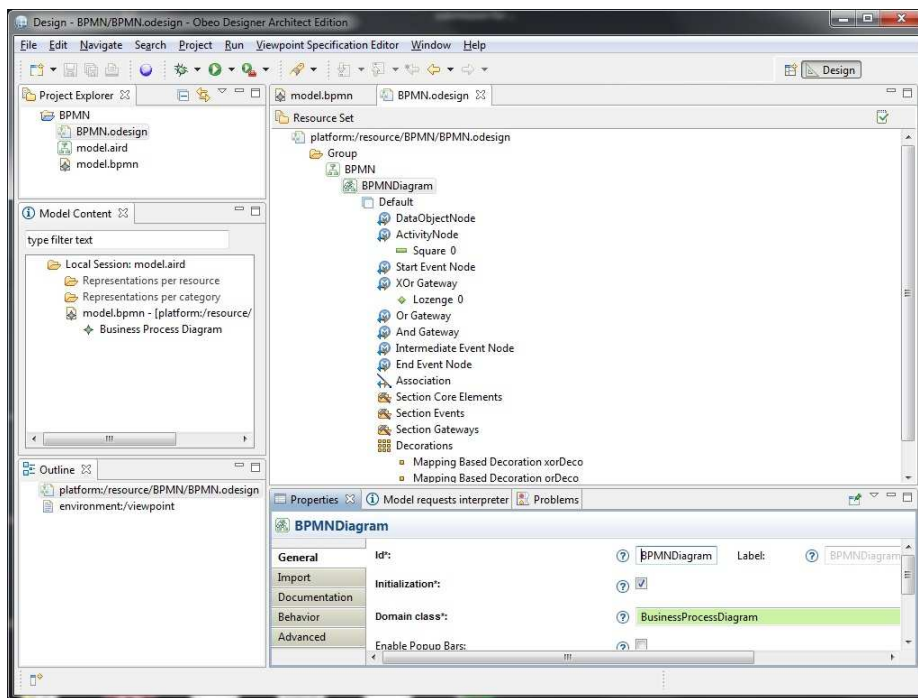 Design - BPMN/BPMN.odesign - Obeo Designer Architect Edition
File Edit Navigate Search Project Run Viewpoint Specification Editor Window Help
Design
Project Explorer
BPMN
BPMN.odesign
model.aird
model.bpmn
Model Content
type filter text
Local Session: model.aird
Representations per resource
Representations per category
model.bpmn - [platform:/resource/
Business Process Diagram
Outline
platform:/resource/BPMN/BPMN.odesign
environment:/viewpoint
model.bpmn BPMN.odesign
Resource Set
platform:/resource/BPMN/BPMN.odesign
Group
BPMN
BPMNDiagram
Default
DataObjectNode
ActivityNode
Square 0
Start Event Node
XOr Gateway
Lozenge 0
Or Gateway
And Gateway
Intermediate Event Node
End Event Node
Association
Section Core Elements
Section Events
Section Gateways
Decorations
Mapping Based Decoration xorDeco
Mapping Based Decoration orDeco
Properties Model requests interpreter Problems
BPMNDiagram
General
Import
Documentation
Behavior
Advanced
Id*: BPMNDiagram Label: BPMNDiagram
Initialization*:
Domain class*: BusinessProcessDiagram
Enable Popup Bars: